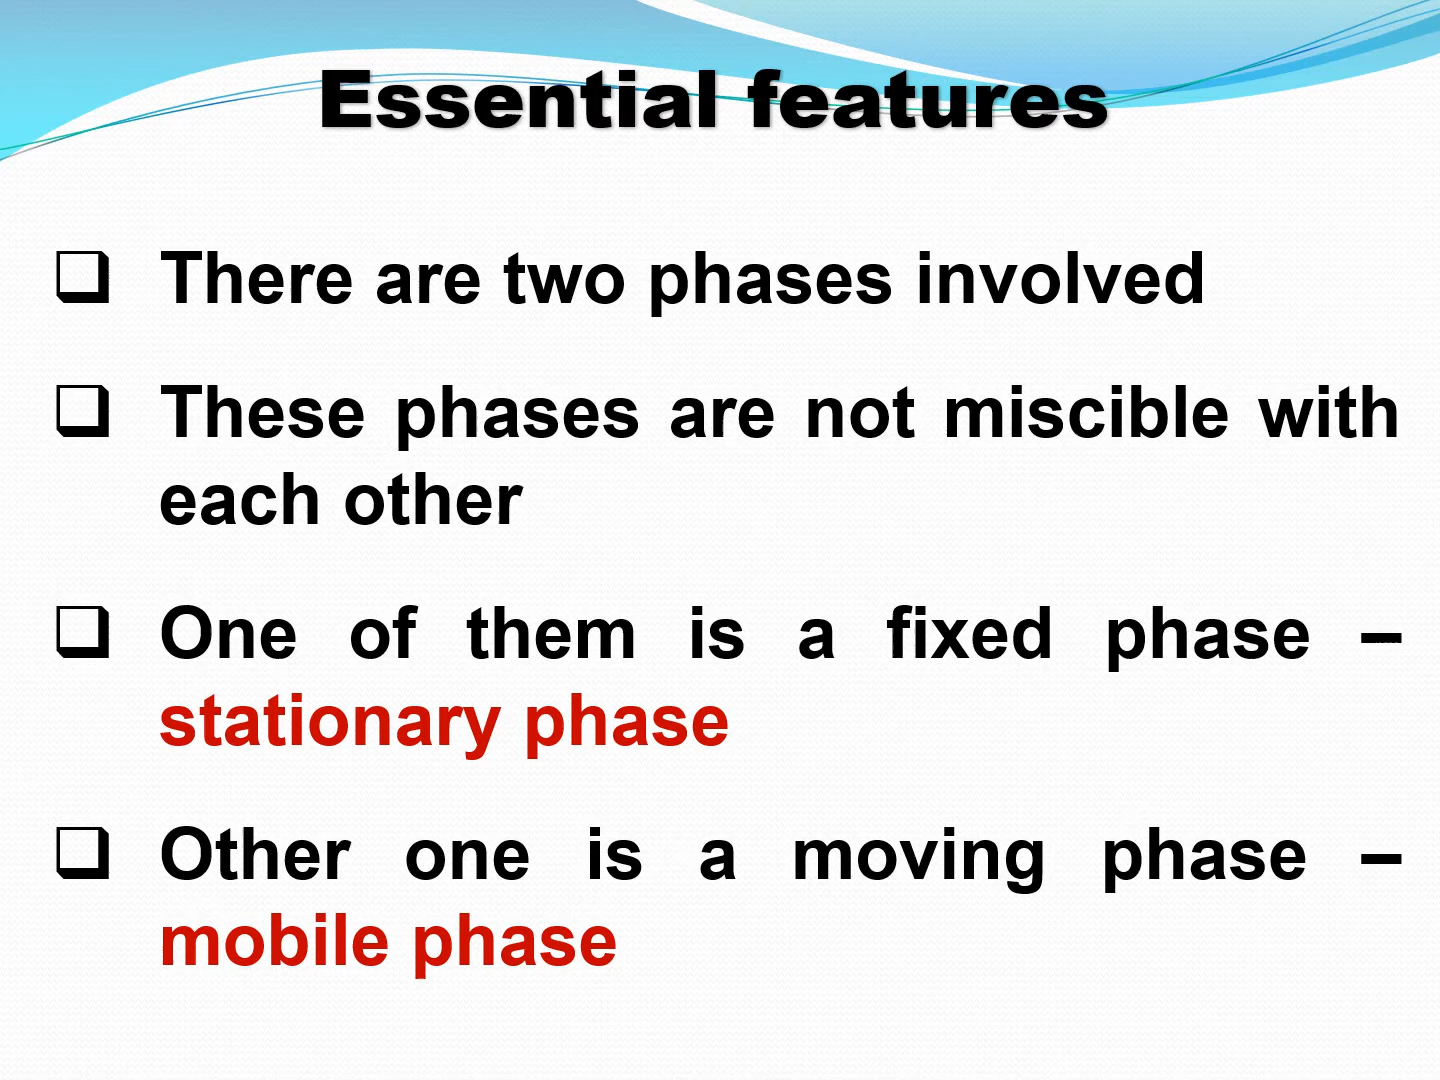 Essential features
❑ There are two phases involved
❑ These phases are not miscible with
each other
❑ One of them is a fixed phase –
stationary phase
❑ Other one is a moving phase –
mobile phase